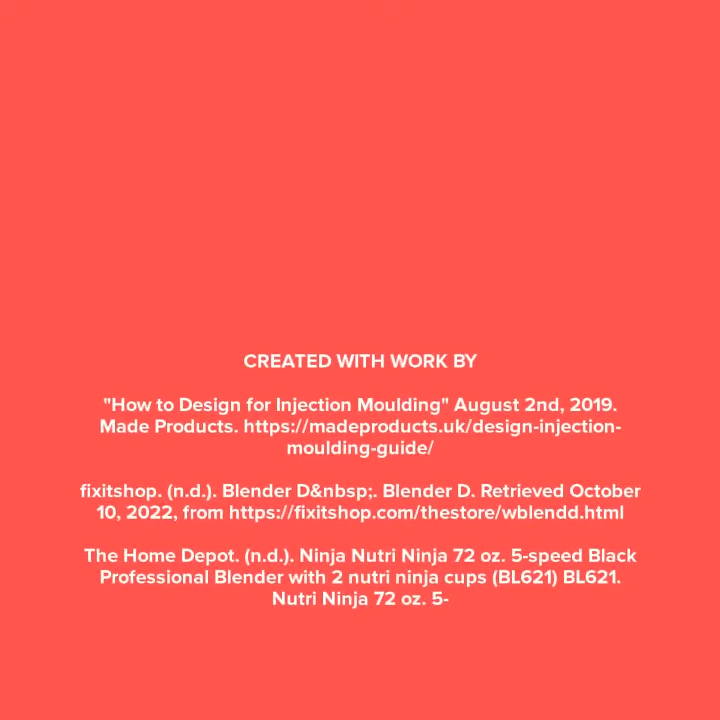 CREATED WITH WORK BY
"How to Design for Injection Moulding" August 2nd, 2019.
Made Products. https://madeproducts.uk/design-injection-
moulding-guide/
fixitshop. (n.d.). Blender D&nbsp;. Blender D. Retrieved October
10, 2022, from https://fixitshop.com/thestore/wblendd.html
The Home Depot. (n.d.). Ninja Nutri Ninja 72 oz. 5-speed Black
Professional Blender with 2 nutri ninja cups (BL621) BL621.
Nutri Ninja 72 oz. 5-